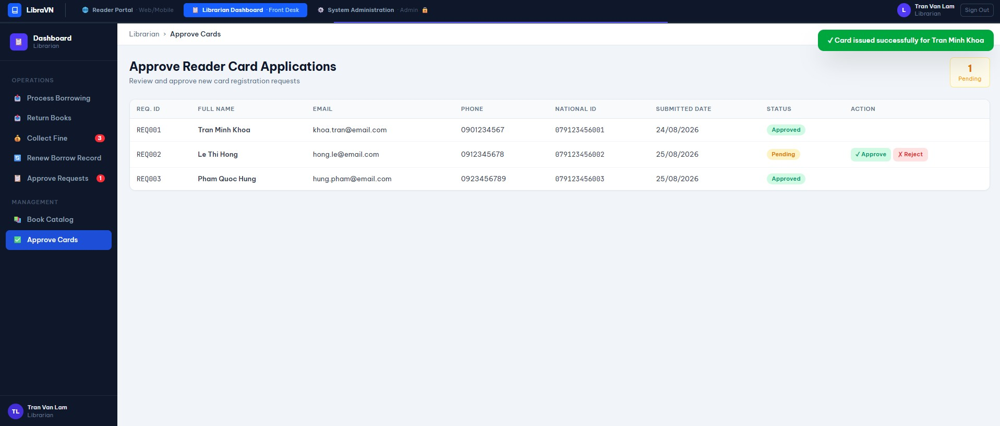 LibraVN
Reader Portal · Web/Mobile
Librarian Dashboard · Front Desk
System Administration · Admin
L
Tran Van Lam
Librarian
Sign Out
Dashboard
Librarian
OPERATIONS
Process Borrowing
Return Books
Collect Fine 3
Renew Borrow Record
Approve Requests 1
MANAGEMENT
Book Catalog
Approve Cards
TL
Tran Van Lam
Librarian
Librarian › Approve Cards
✓ Card issued successfully for Tran Minh Khoa
Approve Reader Card Applications
Review and approve new card registration requests
1
Pending
REQ. ID FULL NAME EMAIL PHONE NATIONAL ID SUBMITTED DATE STATUS ACTION
REQ001 Tran Minh Khoa khoa.tran@email.com 0901234567 079123456001 24/08/2026 Approved
REQ002 Le Thi Hong hong.le@email.com 0912345678 079123456002 25/08/2026 Pending ✓ Approve ✗ Reject
REQ003 Pham Quoc Hung hung.pham@email.com 0923456789 079123456003 25/08/2026 Approved